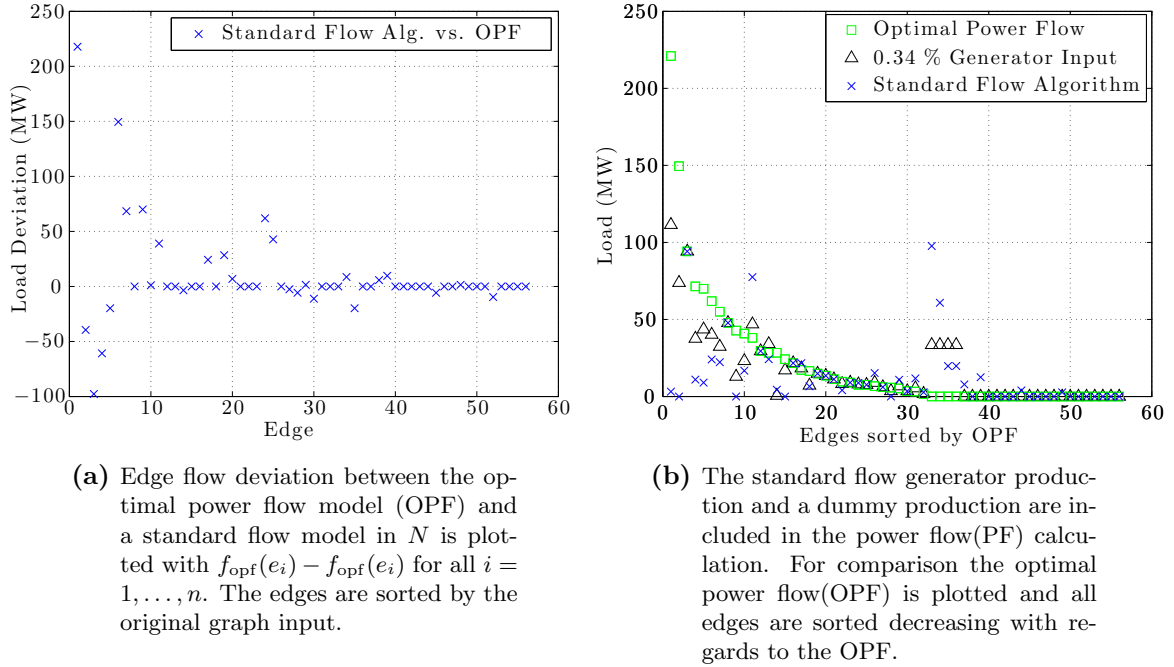 250
200
150
100
50
0
−50
−100
0
10
20
30
40
50
60
Load Deviation (MW)
Edge
Standard Flow Alg. vs. OPF
250
200
150
100
50
0
0
10
20
30
40
50
60
Load (MW)
Edges sorted by OPF
Optimal Power Flow
0.34 % Generator Input
Standard Flow Algorithm
(a) Edge flow deviation between the op-
timal power flow model (OPF) and
a standard flow model in N is plot-
ted with f_opf(e_i) − f_opf(e_i) for all i =
1, . . . , n. The edges are sorted by the
original graph input.
(b) The standard flow generator produc-
tion and a dummy production are in-
cluded in the power flow(PF) calcu-
lation. For comparison the optimal
power flow(OPF) is plotted and all
edges are sorted decreasing with re-
gards to the OPF.